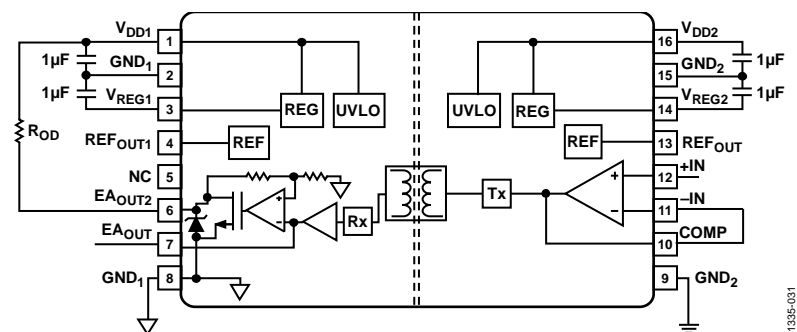 VDD1 1 16 VDD2
1µF GND1 2 15 GND2 1µF
1µF VREG1 3 REG UVLO UVLO REG 14 VREG2 1µF
ROD REFOUT1 4 REF REF 13 REFOUT
NC 5 + 12 +IN
EAOUT2 6 + − Rx Tx − 11 −IN
EAOUT 7 10 COMP
GND1 8 9 GND2
1335-031